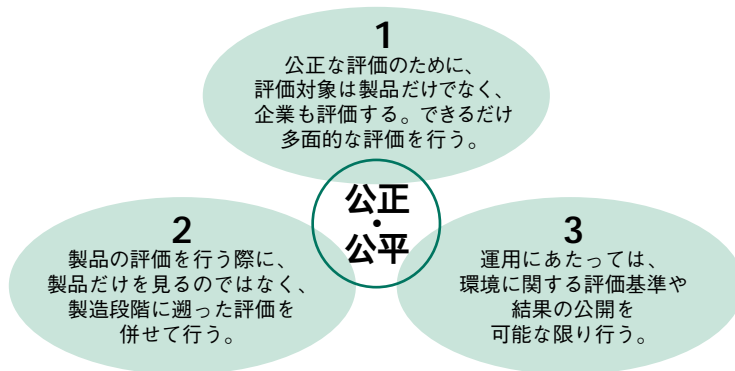 1
公正な評価のために、
評価対象は製品だけでなく、
企業も評価する。できるだけ
多面的な評価を行う。
公正
・
公平
2
製品の評価を行う際に、
製品だけを見るのではなく、
製造段階に遡った評価を
併せて行う。
3
運用にあたっては、
環境に関する評価基準や
結果の公開を
可能な限り行う。